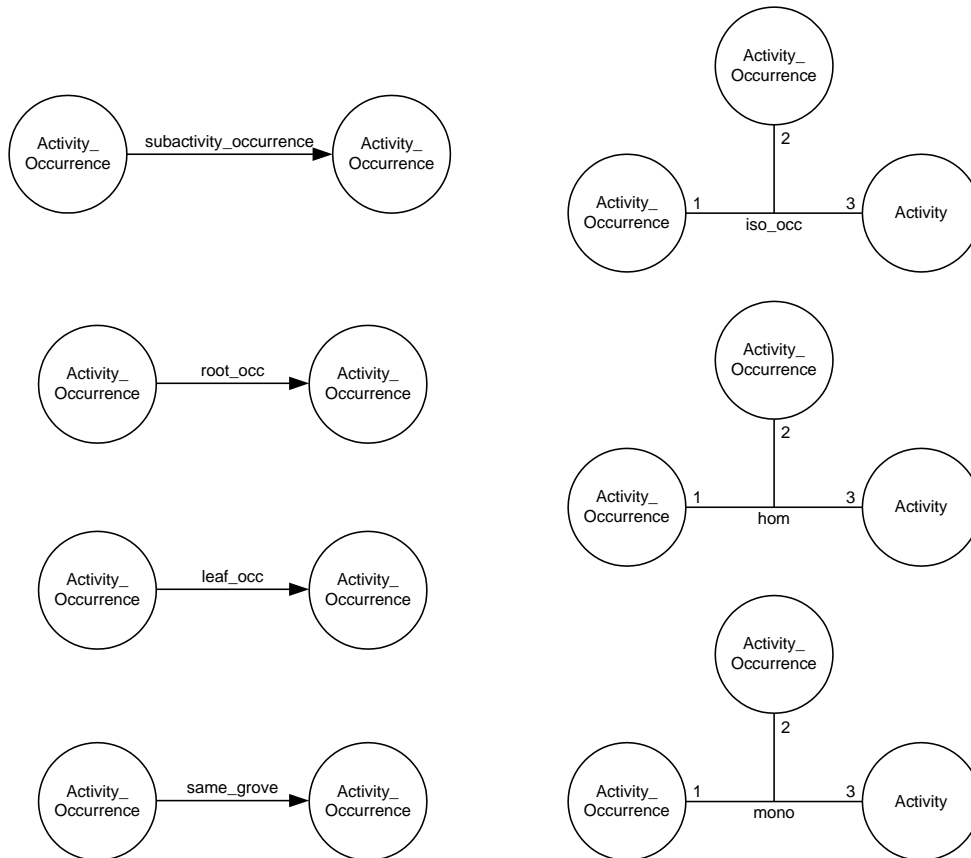 Activity_
Occurrence
subactivity_occurrence
Activity_
Occurrence
Activity_
Occurrence
root_occ
Activity_
Occurrence
Activity_
Occurrence
leaf_occ
Activity_
Occurrence
Activity_
Occurrence
same_grove
Activity_
Occurrence
Activity_
Occurrence
2
Activity_
Occurrence
1
3
iso_occ
Activity
Activity_
Occurrence
2
Activity_
Occurrence
1
3
hom
Activity
Activity_
Occurrence
2
Activity_
Occurrence
1
3
mono
Activity